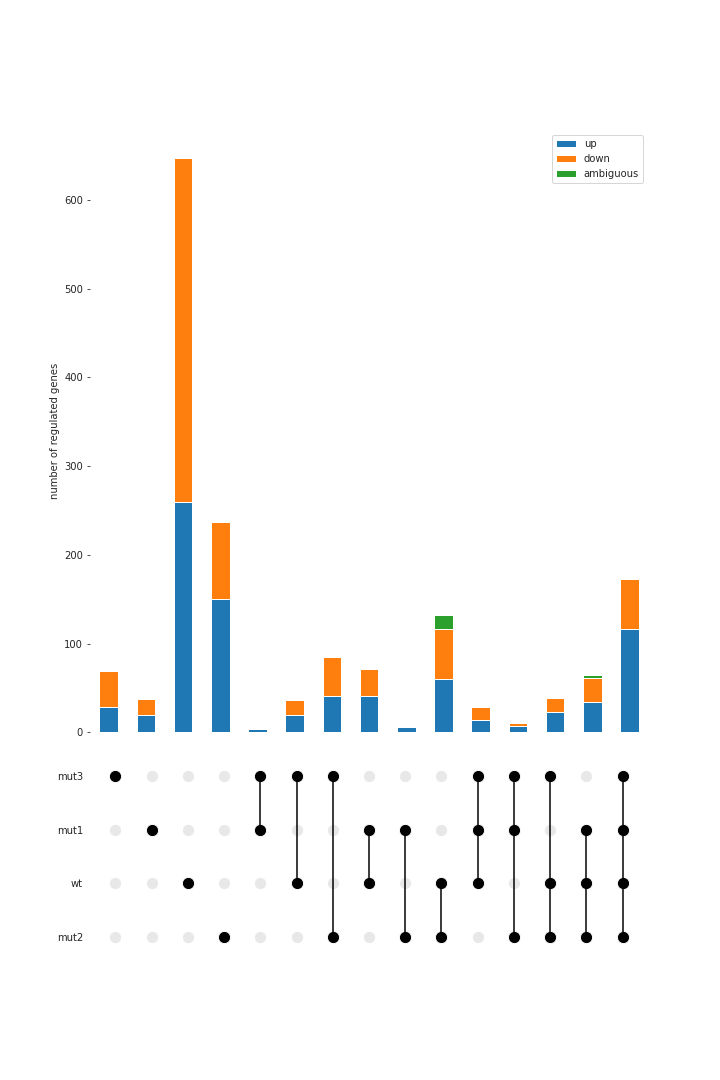 up
down
ambiguous
600
500
400
300
200
100
0
number of regulated genes
mut3
mut1
wt
mut2